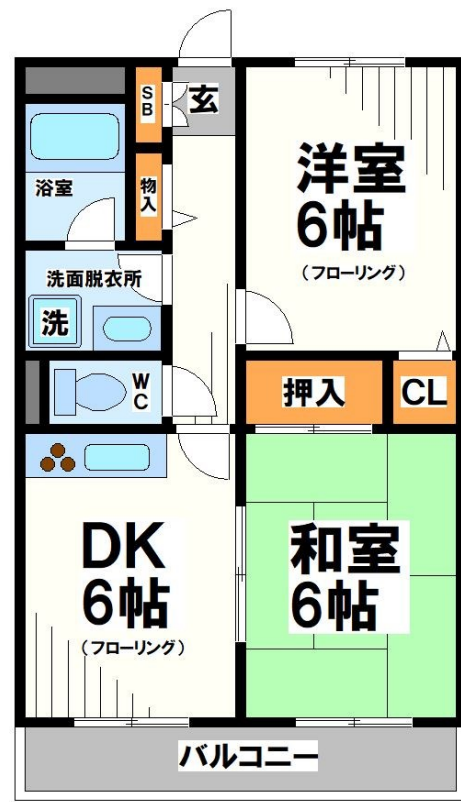 SB
玄
洋室
6帖
(フローリング)
浴室
物入
洗面脱衣所
洗
WC
押入
CL
DK
6帖
(フローリング)
和室
6帖
バルコニー